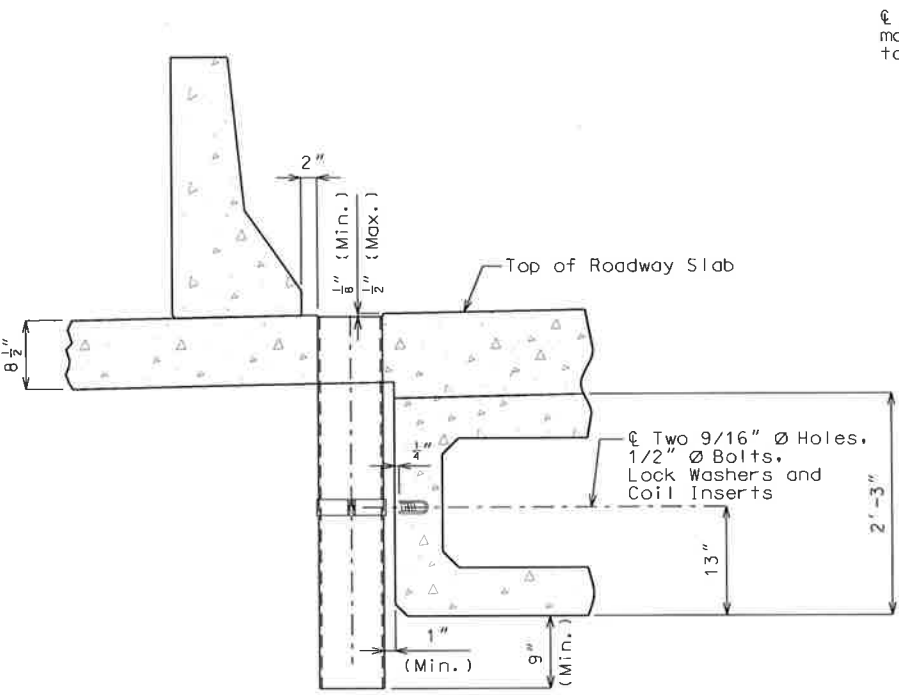 ℄
2"
1/8" (Min.)
1/2" (Max.)
Top of Roadway Slab
8 1/2"
1/4"
℄ Two 9/16" Ø Holes,
1/2" Ø Bolts,
Lock Washers and
Coil Inserts
2'-3"
13"
1"
(Min.)
9"
(Min.)